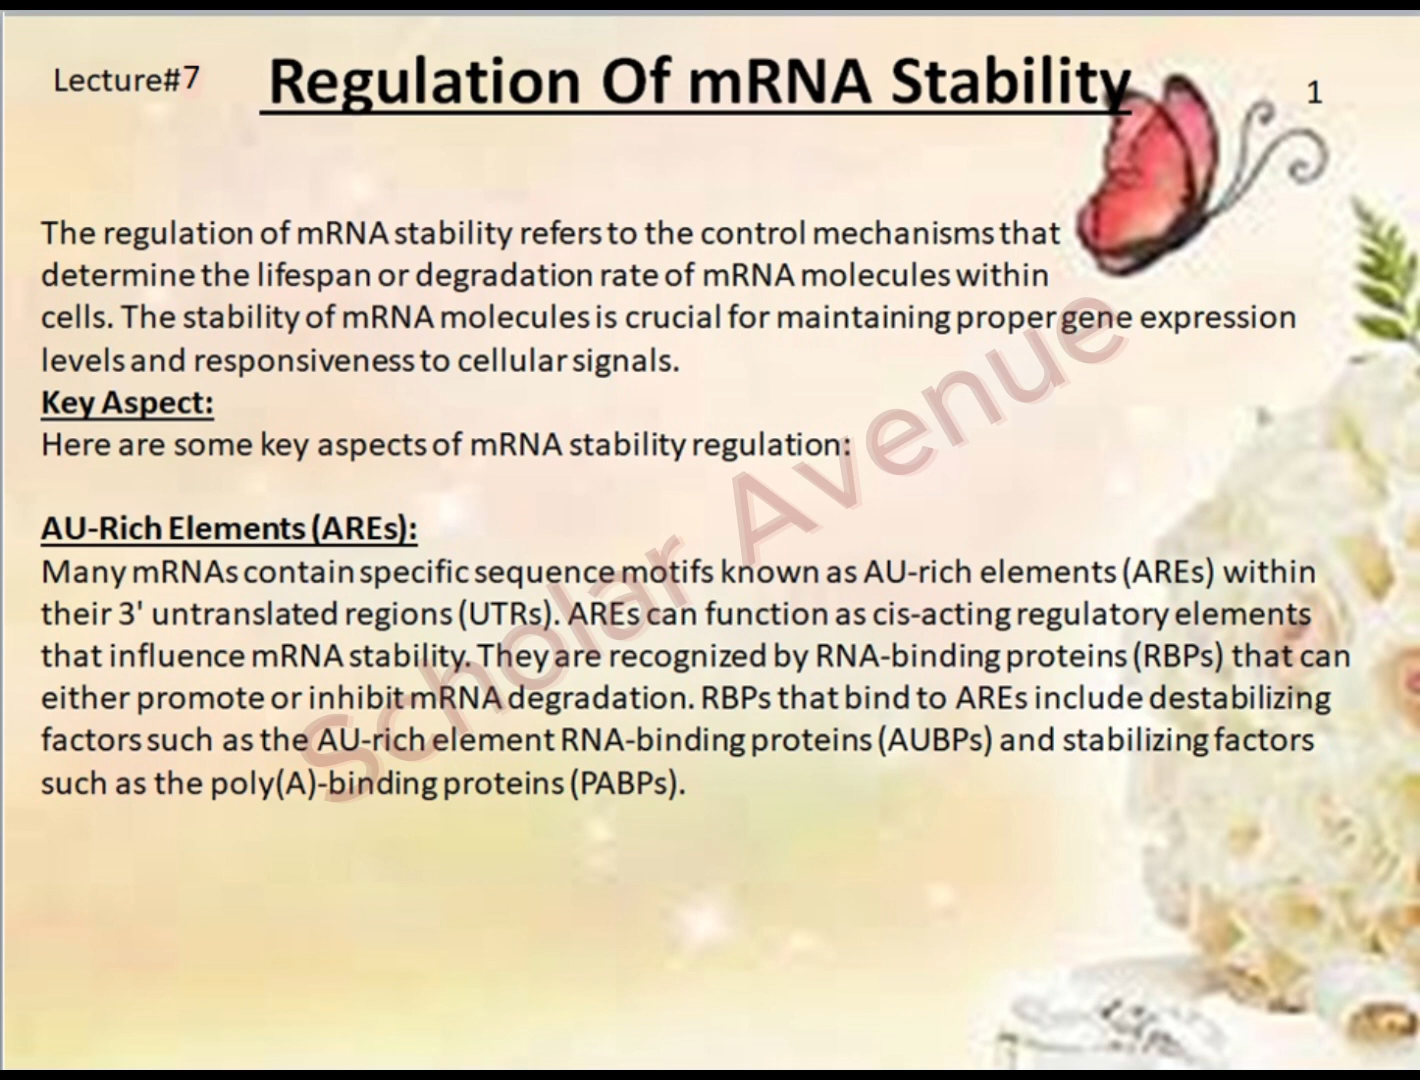 Lecture#7
Regulation Of mRNA Stability
1
The regulation of mRNA stability refers to the control mechanisms that
determine the lifespan or degradation rate of mRNA molecules within
cells. The stability of mRNA molecules is crucial for maintaining proper gene expression
levels and responsiveness to cellular signals.
Key Aspect:
Here are some key aspects of mRNA stability regulation:
AU-Rich Elements (AREs):
Many mRNAs contain specific sequence motifs known as AU-rich elements (AREs) within
their 3' untranslated regions (UTRs). AREs can function as cis-acting regulatory elements
that influence mRNA stability. They are recognized by RNA-binding proteins (RBPs) that can
either promote or inhibit mRNA degradation. RBPs that bind to AREs include destabilizing
factors such as the AU-rich element RNA-binding proteins (AUBPs) and stabilizing factors
such as the poly(A)-binding proteins (PABPs).
Scholar Avenue